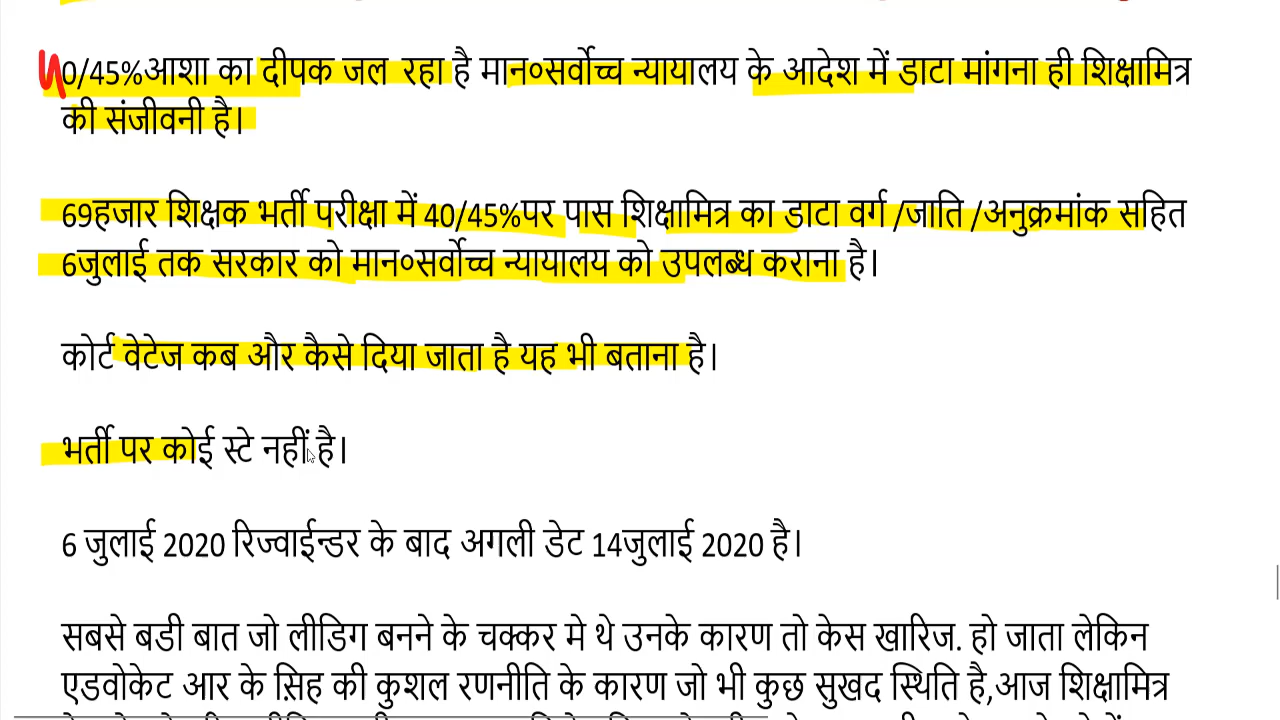 40/45%आशा का दीपक जल रहा है मान०सर्वोच्च न्यायालय के आदेश में डाटा मांगना ही शिक्षामित्र
की संजीवनी है।
69हजार शिक्षक भर्ती परीक्षा में 40/45%पर पास शिक्षामित्र का डाटा वर्ग /जाति /अनुक्रमांक सहित
6जुलाई तक सरकार को मान०सर्वोच्च न्यायालय को उपलब्ध कराना है।
कोर्ट वेटेज कब और कैसे दिया जाता है यह भी बताना है।
भर्ती पर कोई स्टे नहीं है।
6 जुलाई 2020 रिज्वाईन्डर के बाद अगली डेट 14जुलाई 2020 है।
सबसे बडी बात जो लीडिग बनने के चक्कर मे थे उनके कारण तो केस खारिज. हो जाता लेकिन
एडवोकेट आर के स़िह की कुशल रणनीति के कारण जो भी कुछ सुखद स्थिति है,आज शिक्षामित्र